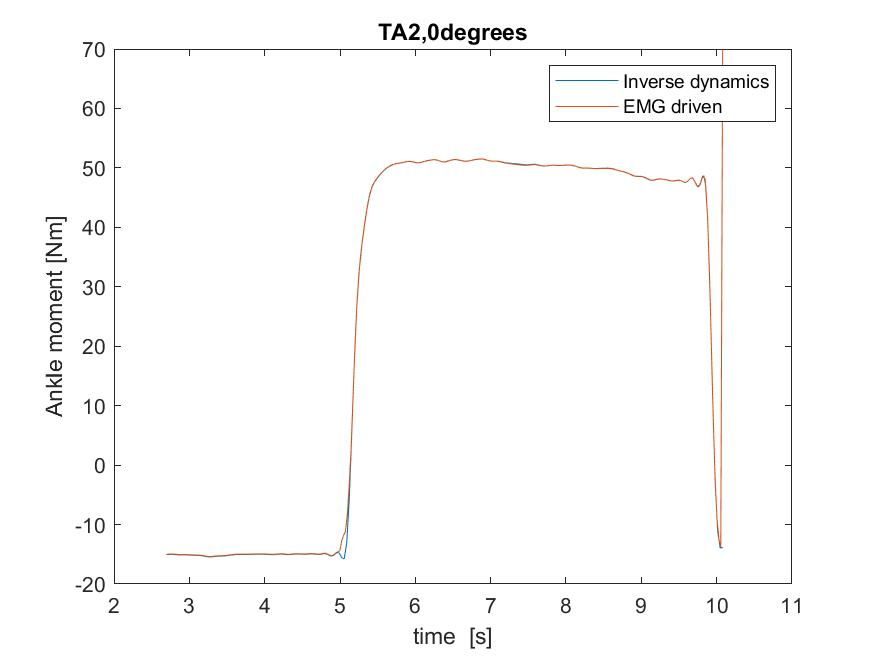 TA2,0degrees
Inverse dynamics
EMG driven
70
60
50
40
30
20
10
0
-10
-20
Ankle moment [Nm]
2 3 4 5 6 7 8 9 10 11
time [s]